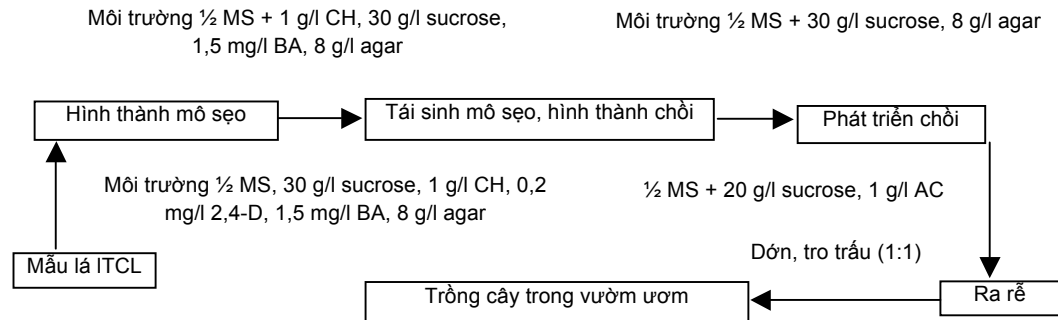 Môi trường ½ MS + 1 g/l CH, 30 g/l sucrose,
1,5 mg/l BA, 8 g/l agar
Môi trường ½ MS + 30 g/l sucrose, 8 g/l agar
Hình thành mô sẹo
Tái sinh mô sẹo, hình thành chồi
Phát triển chồi
Môi trường ½ MS, 30 g/l sucrose, 1 g/l CH, 0,2
mg/l 2,4-D, 1,5 mg/l BA, 8 g/l agar
½ MS + 20 g/l sucrose, 1 g/l AC
Mẫu lá lTCL
Dớn, tro trấu (1:1)
Trồng cây trong vườm ươm
Ra rễ